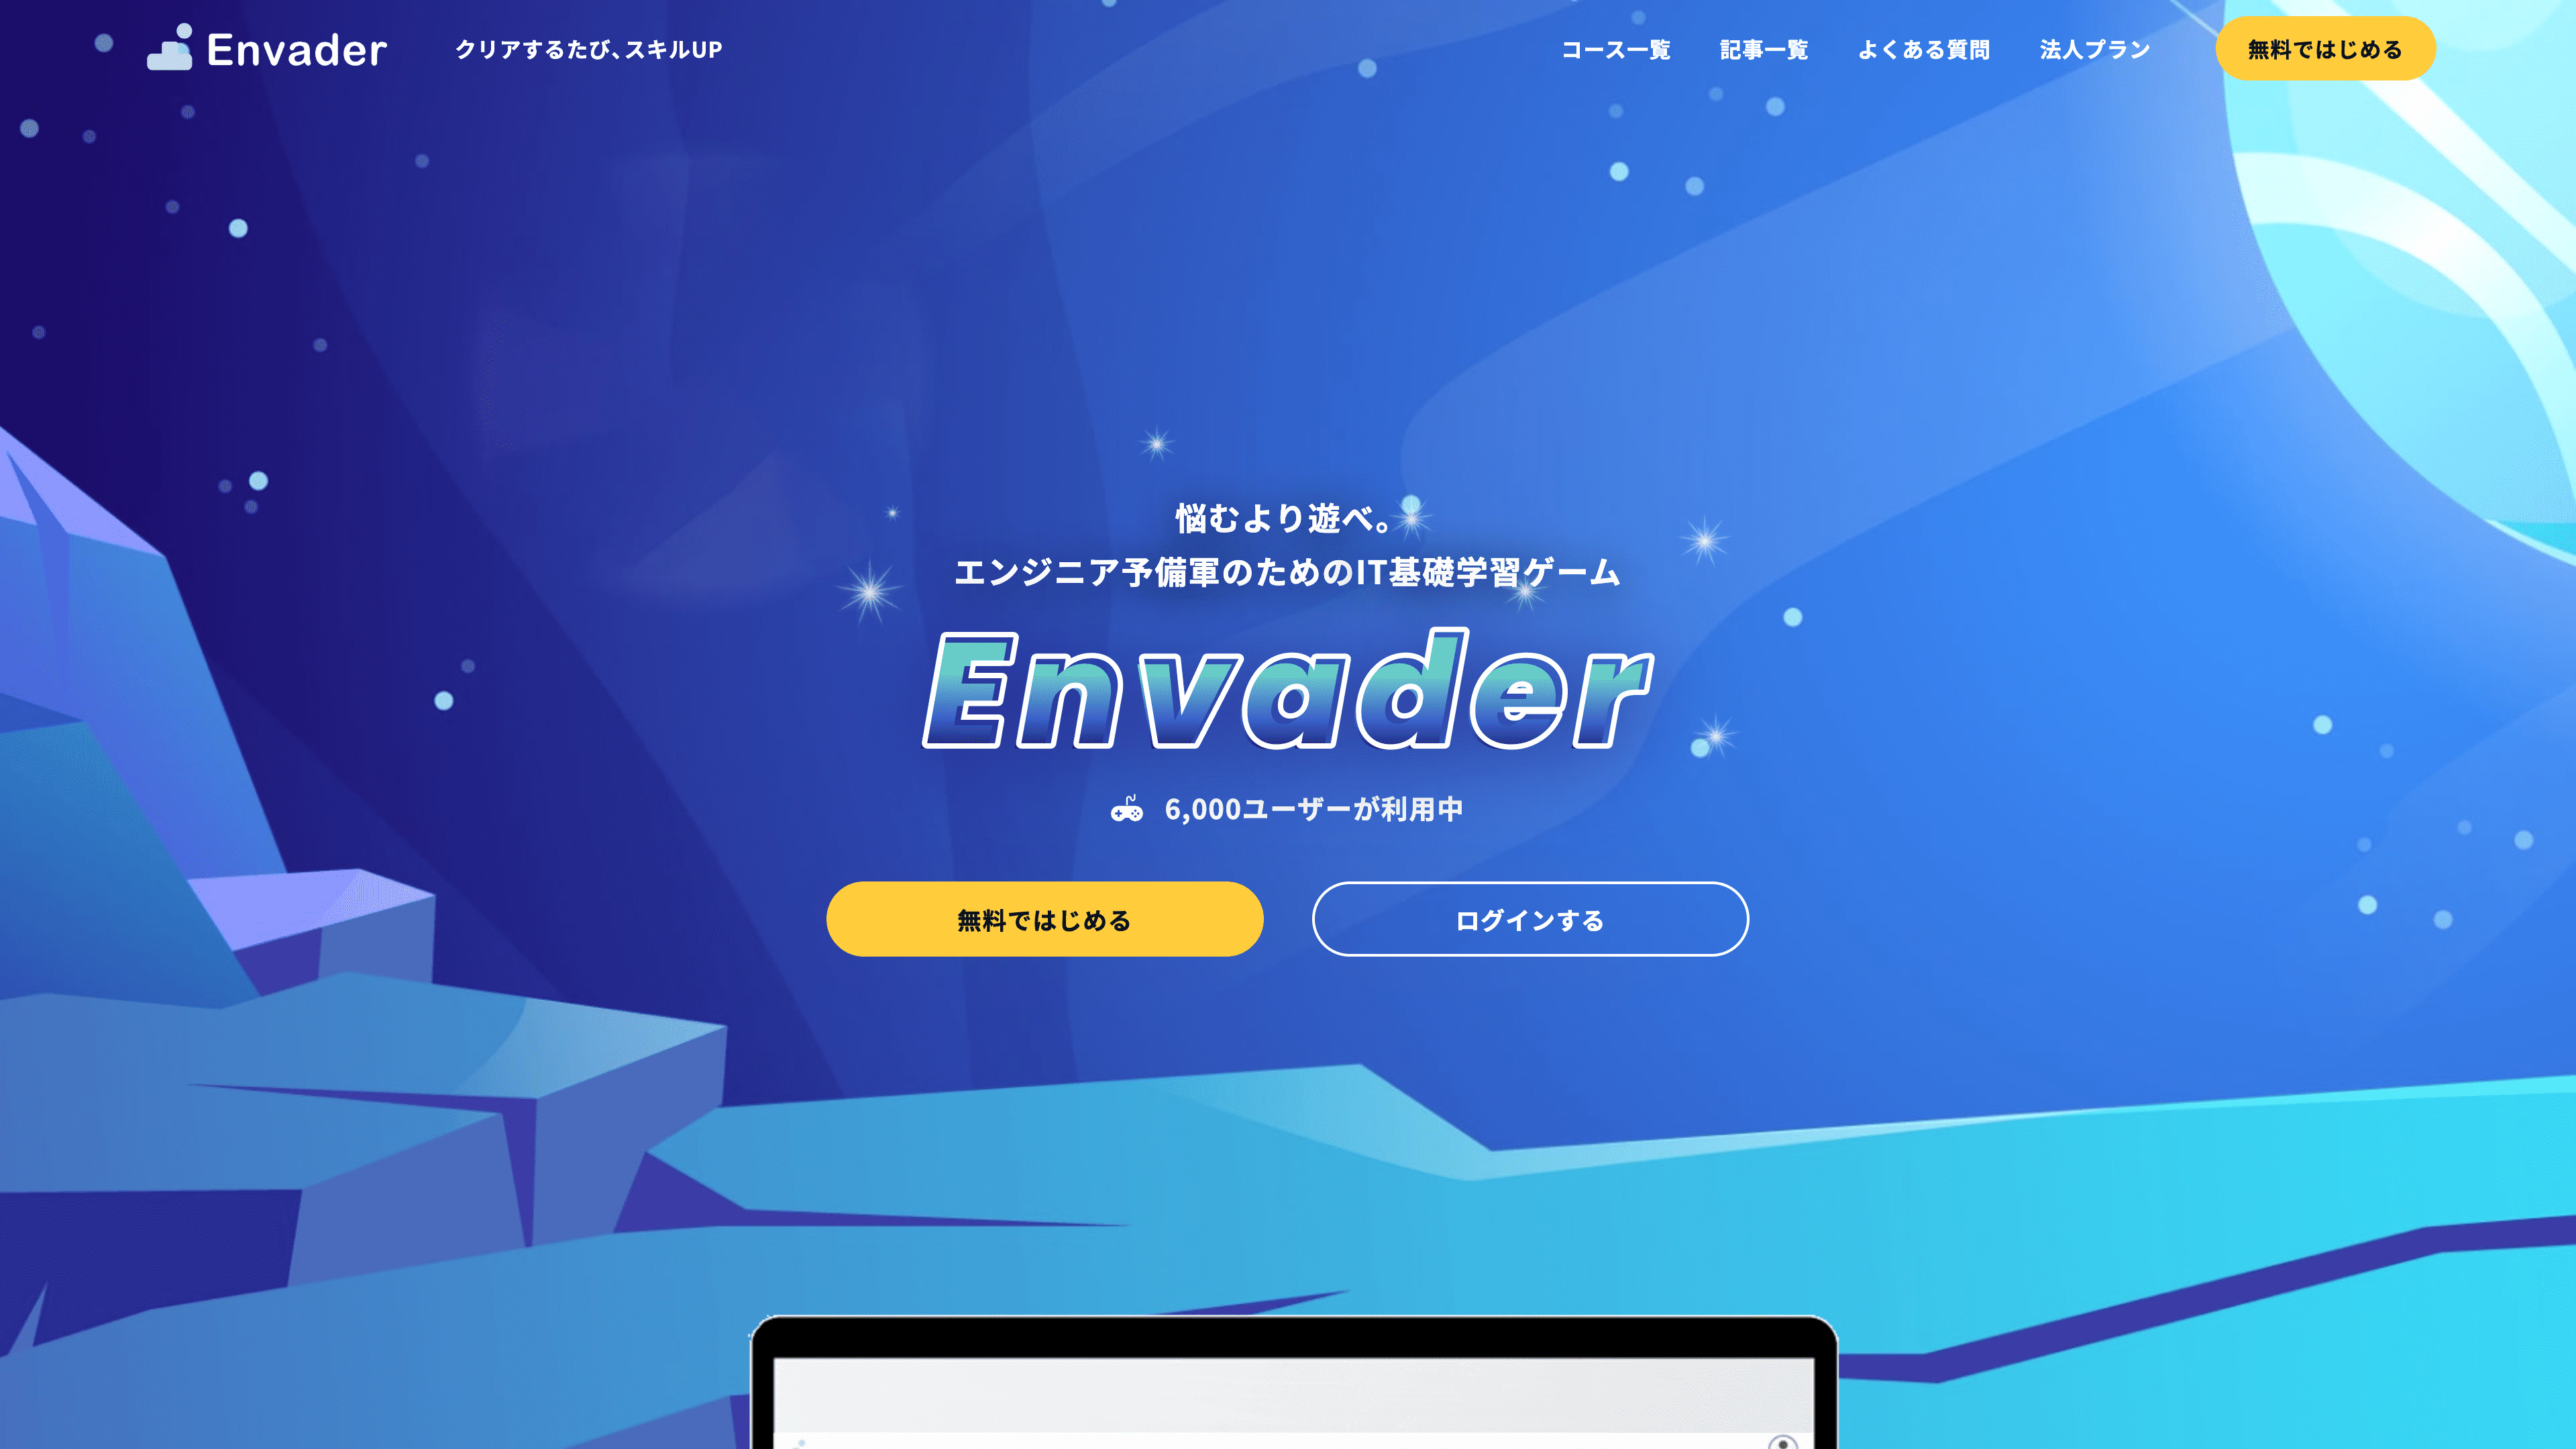 Envader
クリアするたび、スキルUP
コース一覧
記事一覧
よくある質問
法人プラン
無料ではじめる
悩むより遊べ。
エンジニア予備軍のためのIT基礎学習ゲーム
Envader
6,000ユーザーが利用中
無料ではじめる
ログインする